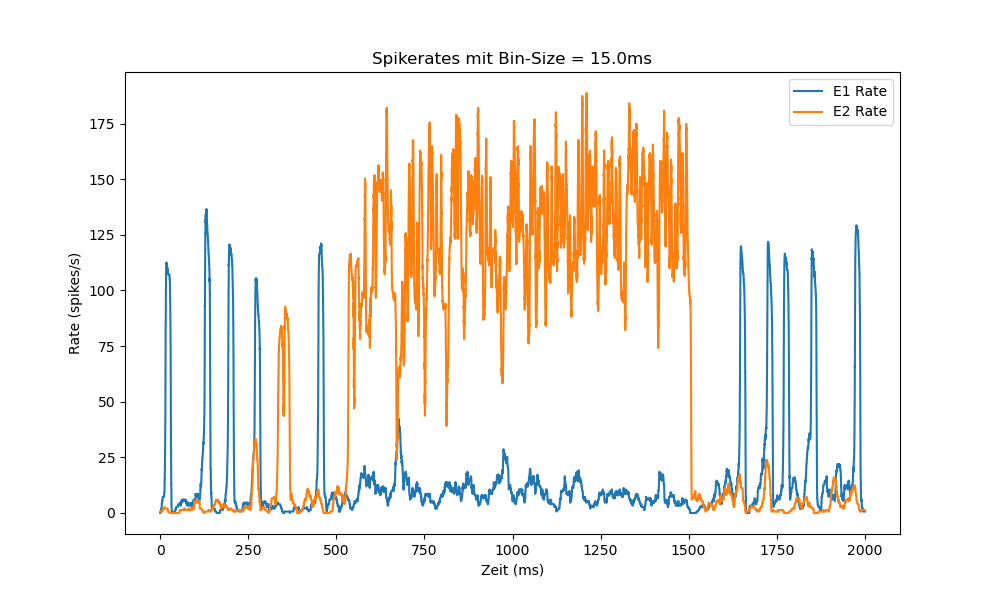 Spikerates mit Bin-Size = 15.0ms
E1 Rate
E2 Rate
Rate (spikes/s)
175
150
125
100
75
50
25
0
0 250 500 750 1000 1250 1500 1750 2000
Zeit (ms)